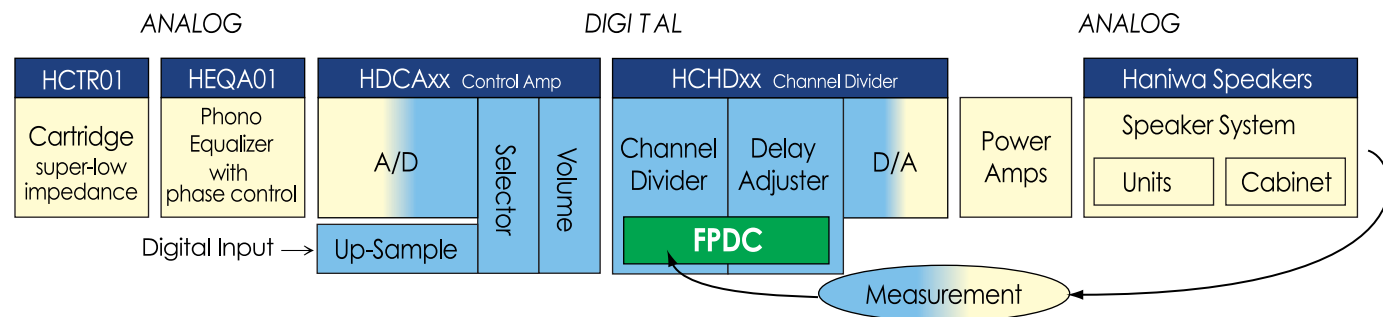 ANALOG
DIGITAL
ANALOG
HCTR01
Cartridge
super-low
impedance
HEQA01
Phono
Equalizer
with
phase control
HDCAxx Control Amp
A/D
Selector
Volume
Digital Input →
Up-Sample
HCHDxx Channel Divider
Channel
Divider
Delay
Adjuster
D/A
FPDC
Power
Amps
Haniwa Speakers
Speaker System
Units
Cabinet
Measurement